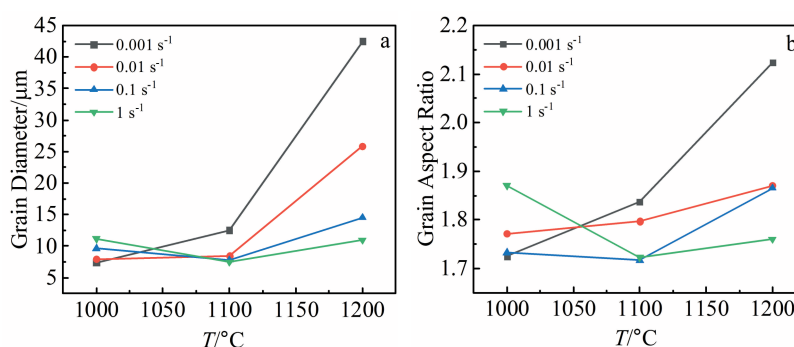 a
0.001 s⁻¹
0.01 s⁻¹
0.1 s⁻¹
1 s⁻¹
45
40
35
30
25
20
15
10
5
Grain Diameter/μm
1000 1050 1100 1150 1200
T/°C
b
0.001 s⁻¹
0.01 s⁻¹
0.1 s⁻¹
1 s⁻¹
2.2
2.1
2.0
1.9
1.8
1.7
Grain Aspect Ratio
1000 1050 1100 1150 1200
T/°C